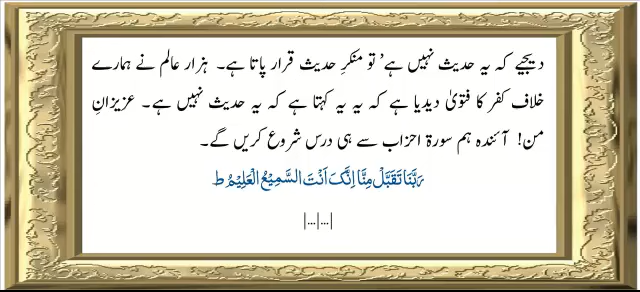 دیجیے کہ یہ حدیث نہیں ہے’ تو منکرِ حدیث قرار پاتا ہے۔ ہزار عالم نے ہمارے
خلاف کفر کا فتویٰ دیدیا ہے کہ یہ یہ کہتا ہے کہ یہ حدیث نہیں ہے۔ عزیزانِ
من! آئندہ ہم سورۃ احزاب سے ہی درس شروع کریں گے۔
رَبَّنَا تَقَبَّلْ مِنَّا اِنَّكَ اَنْتَ السَّمِيْعُ الْعَلِيْمُ ط
|...|...|